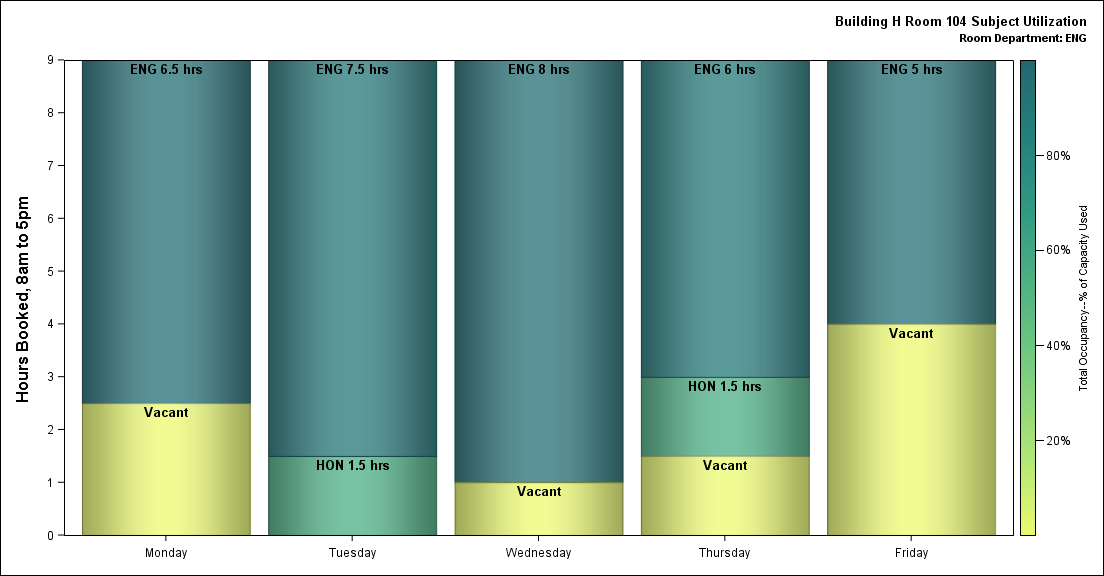 Building H Room 104 Subject Utilization
Room Department: ENG
Hours Booked, 8am to 5pm
9
8
7
6
5
4
3
2
1
0
ENG 6.5 hrs
Vacant
ENG 7.5 hrs
HON 1.5 hrs
ENG 8 hrs
Vacant
ENG 6 hrs
HON 1.5 hrs
Vacant
ENG 5 hrs
Vacant
Monday
Tuesday
Wednesday
Thursday
Friday
80%
60%
40%
20%
Total Occupancy--% of Capacity Used